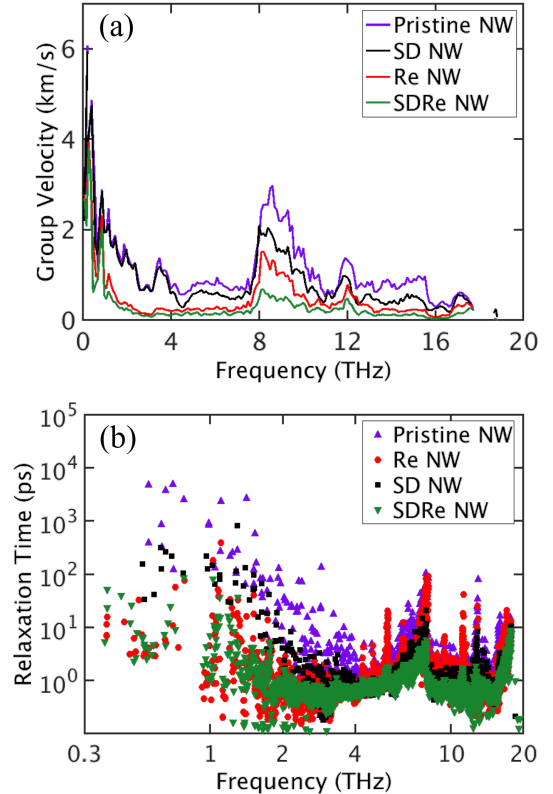 (a)
Pristine NW
SD NW
Re NW
SDRe NW
Group Velocity (km/s)
6
4
2
0
0 4 8 12 16 20
Frequency (THz)
(b)
Pristine NW
Re NW
SD NW
SDRe NW
Relaxation Time (ps)
10^5
10^4
10^3
10^2
10^1
10^0
0.3 1 2 4 10 20
Frequency (THz)